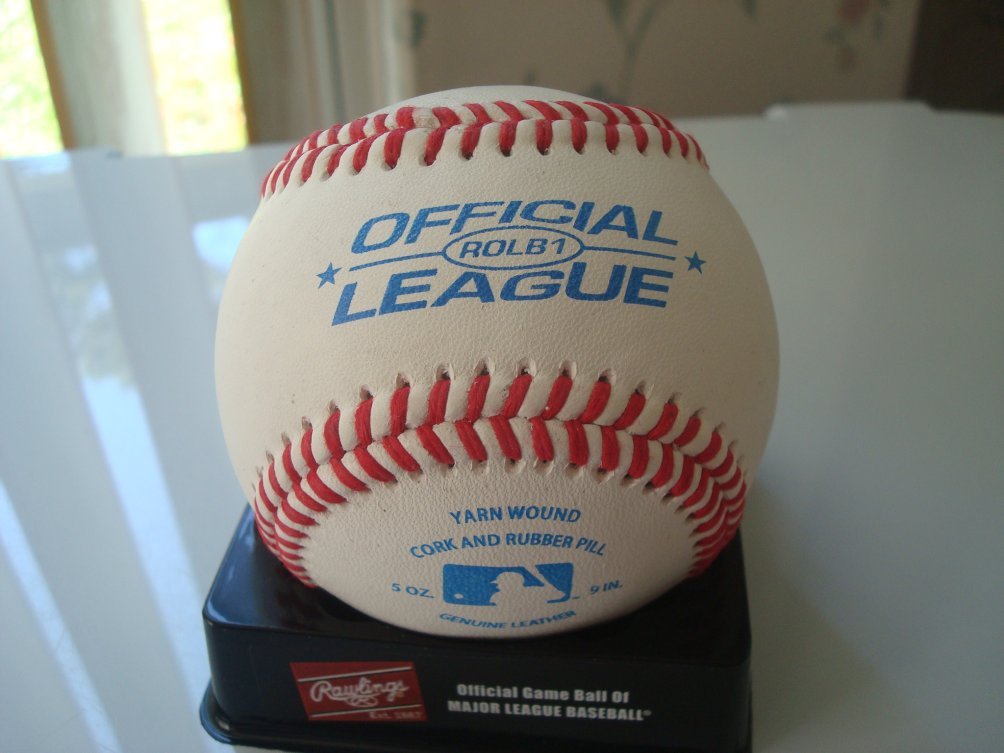 OFFICIAL
ROLB1
LEAGUE
YARN WOUND
CORK AND RUBBER PILL
5 OZ. 9 IN.
GENUINE LEATHER
Rawlings
Est. 1887
Official Game Ball Of
MAJOR LEAGUE BASEBALL®